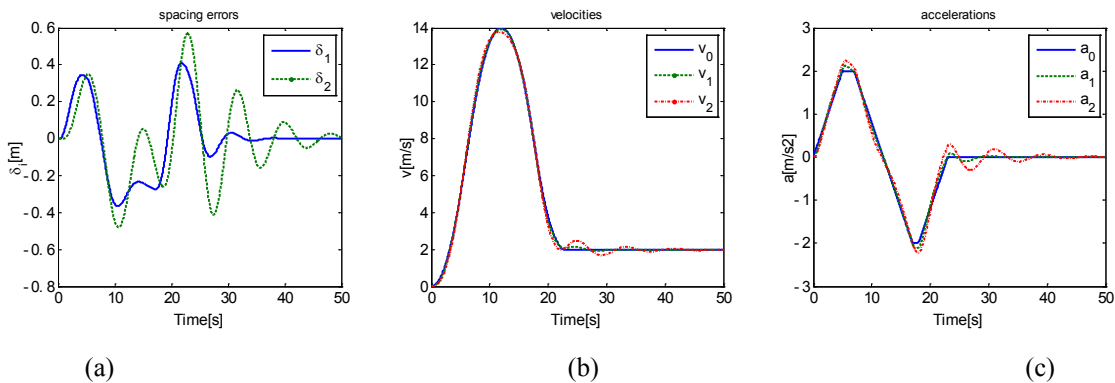 spacing errors
0.6
0.4
0.2
0
-0.2
-0.4
-0.6
-0.8
δi[m]
δ1
δ2
0 10 20 30 40 50
Time[s]
(a)
velocities
14
12
10
8
6
4
2
0
v[m/s]
v0
v1
v2
0 10 20 30 40 50
Time[s]
(b)
accelerations
3
2
1
0
-1
-2
-3
a[m/s2]
a0
a1
a2
0 10 20 30 40 50
Time[s]
(c)